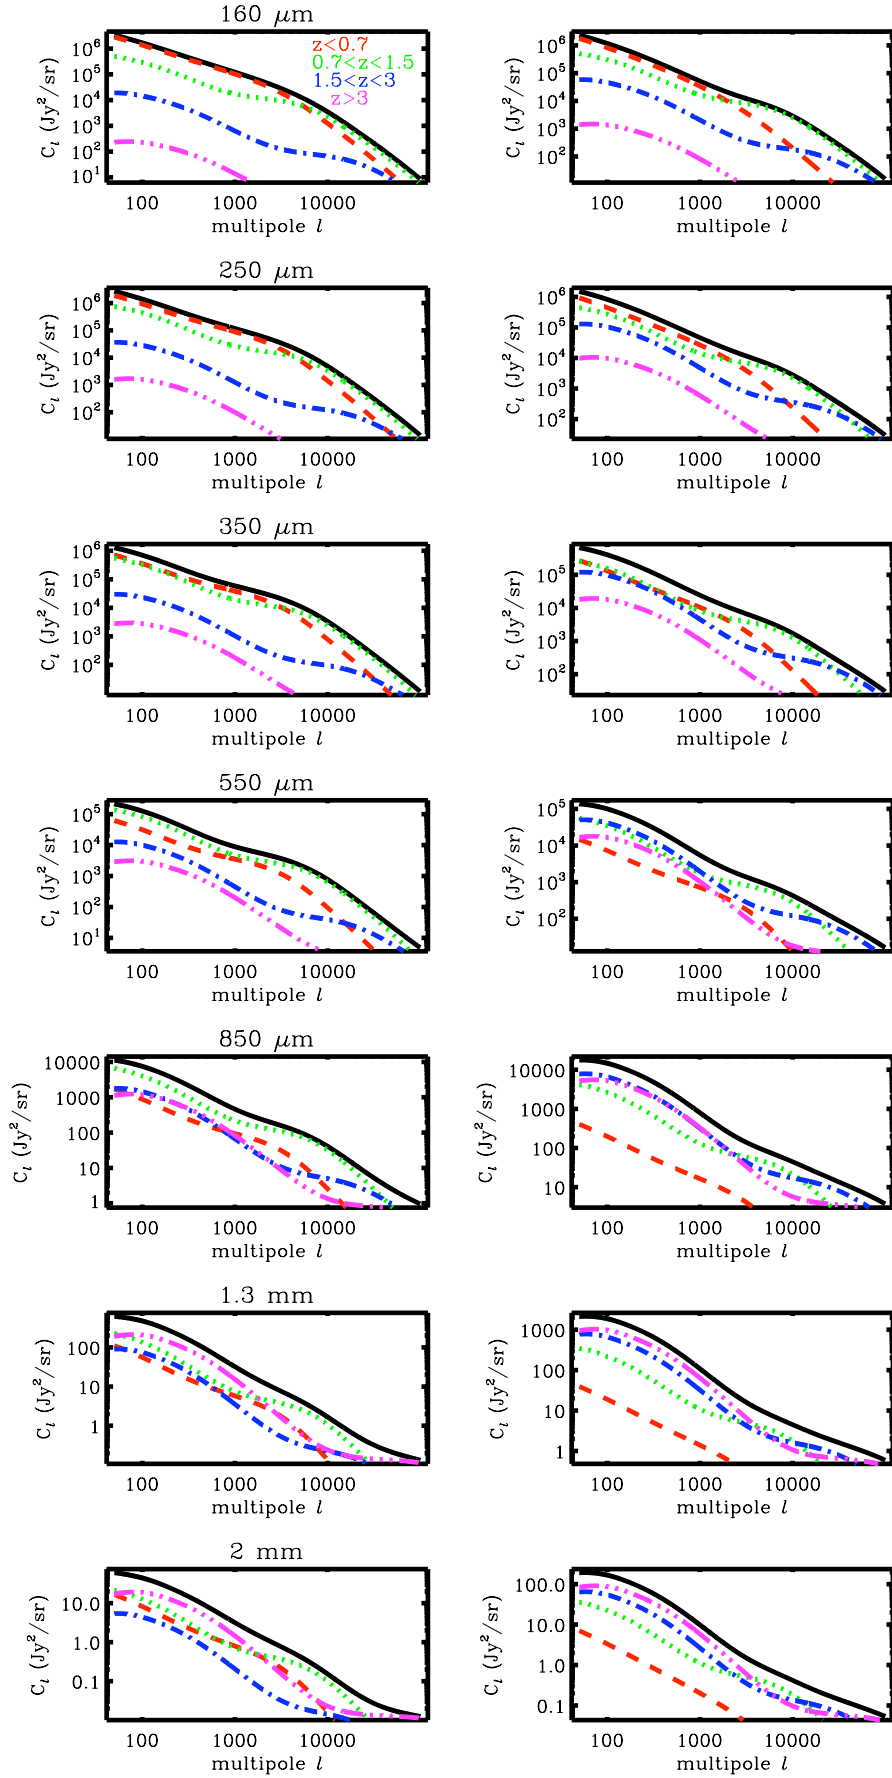 160 μm
C_l (Jy²/sr)
10⁶
10⁵
10⁴
10³
10²
10¹
z<0.7
0.7<z<1.5
1.5<z<3
z>3
100 1000 10000
multipole l
C_l (Jy²/sr)
10⁶
10⁵
10⁴
10³
10²
100 1000 10000
multipole l
250 μm
C_l (Jy²/sr)
10⁶
10⁵
10⁴
10³
10²
100 1000 10000
multipole l
C_l (Jy²/sr)
10⁶
10⁵
10⁴
10³
10²
100 1000 10000
multipole l
350 μm
C_l (Jy²/sr)
10⁶
10⁵
10⁴
10³
10²
100 1000 10000
multipole l
C_l (Jy²/sr)
10⁵
10⁴
10³
10²
100 1000 10000
multipole l
550 μm
C_l (Jy²/sr)
10⁵
10⁴
10³
10²
10¹
100 1000 10000
multipole l
C_l (Jy²/sr)
10⁵
10⁴
10³
10²
100 1000 10000
multipole l
850 μm
C_l (Jy²/sr)
10000
1000
100
10
1
100 1000 10000
multipole l
C_l (Jy²/sr)
10000
1000
100
10
100 1000 10000
multipole l
1.3 mm
C_l (Jy²/sr)
100
10
1
100 1000 10000
multipole l
C_l (Jy²/sr)
1000
100
10
1
100 1000 10000
multipole l
2 mm
C_l (Jy²/sr)
10.0
1.0
0.1
100 1000 10000
multipole l
C_l (Jy²/sr)
100.0
10.0
1.0
0.1
100 1000 10000
multipole l